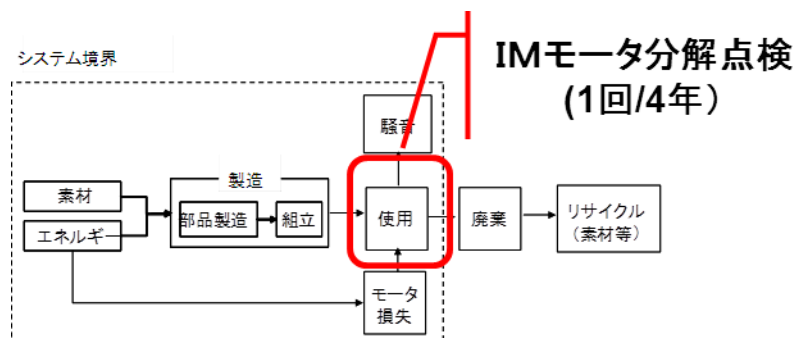 システム境界
IMモータ分解点検
(1回/4年）
騒音
素材
エネルギー
製造
部品製造
組立
使用
廃棄
リサイクル
（素材等）
モータ
損失